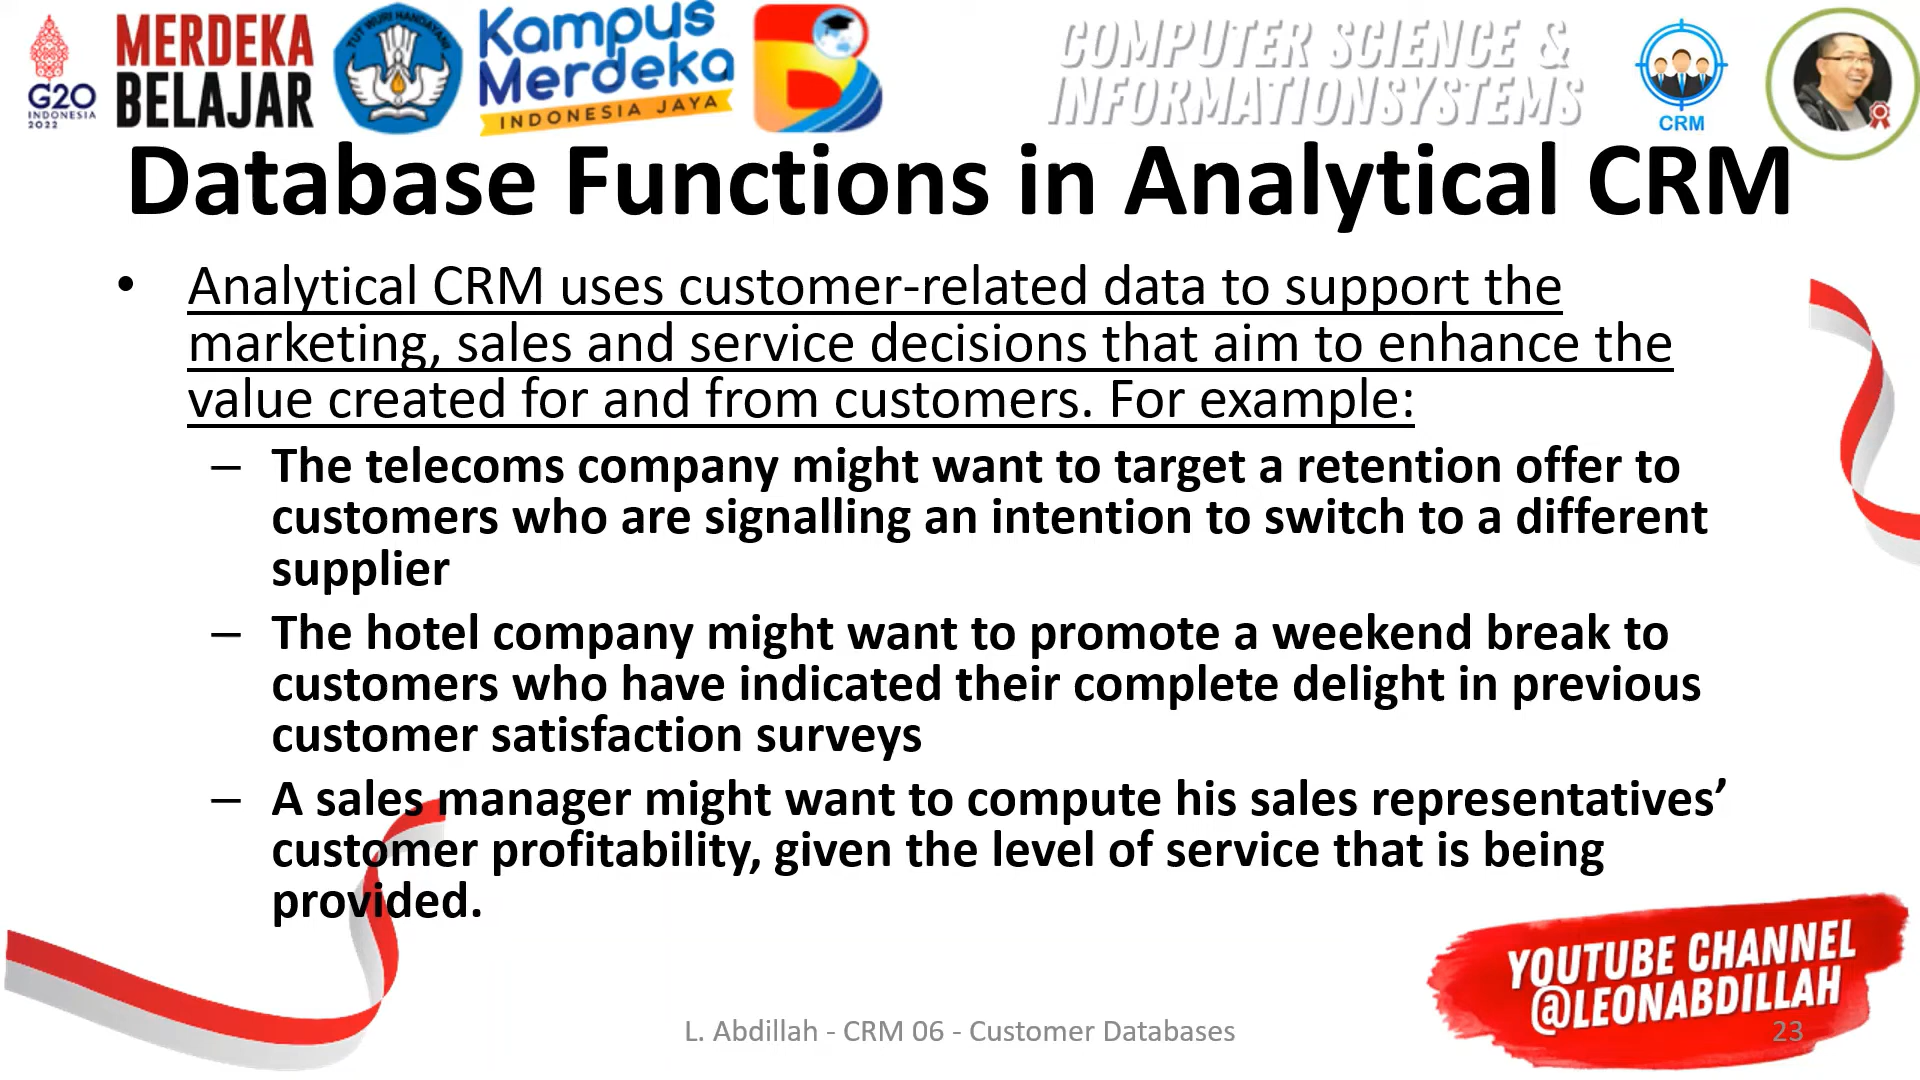 G20
INDONESIA
2022
MERDEKA
BELAJAR
TUT WURI HANDAYANI
Kampus
Merdeka
INDONESIA JAYA
COMPUTER SCIENCE &
INFORMATIONSYSTEMS
CRM
Database Functions in Analytical CRM
• Analytical CRM uses customer-related data to support the
marketing, sales and service decisions that aim to enhance the
value created for and from customers. For example:
– The telecoms company might want to target a retention offer to
customers who are signalling an intention to switch to a different
supplier
– The hotel company might want to promote a weekend break to
customers who have indicated their complete delight in previous
customer satisfaction surveys
– A sales manager might want to compute his sales representatives’
customer profitability, given the level of service that is being
provided.
YOUTUBE CHANNEL
@LEONABDILLAH
L. Abdillah - CRM 06 - Customer Databases
23